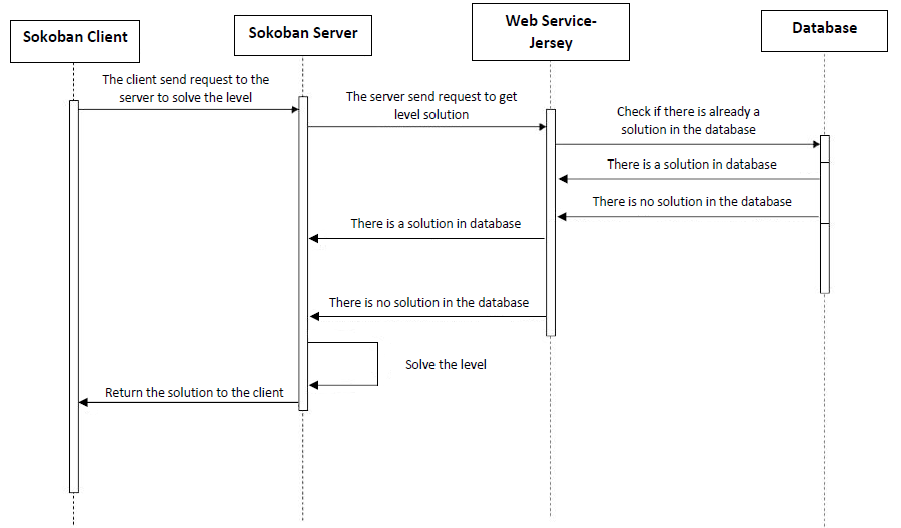 Sokoban Client
Sokoban Server
Web Service-
Jersey
Database
The client send request to the
server to solve the level
The server send request to get
level solution
Check if there is already a
solution in the database
There is a solution in database
There is no solution in the database
There is a solution in database
There is no solution in the database
Solve the level
Return the solution to the client